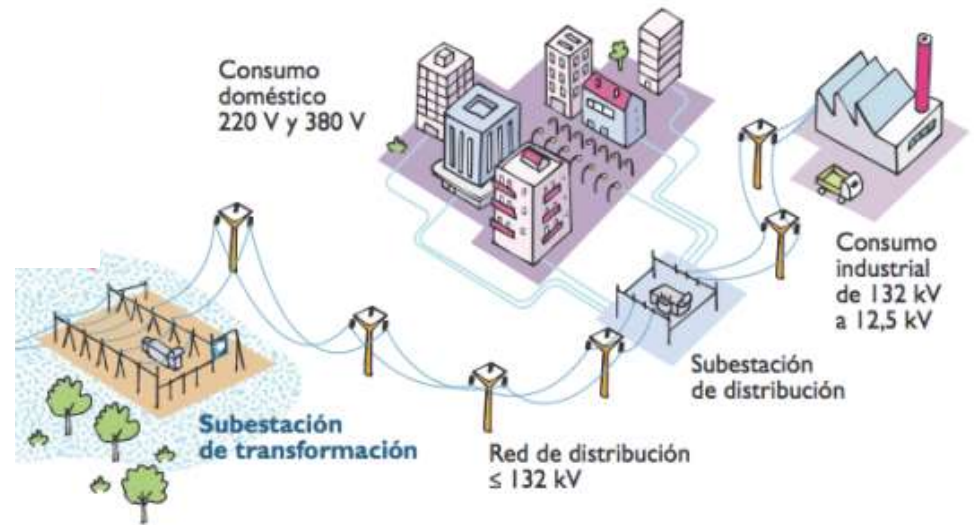 Consumo
doméstico
220 V y 380 V
Consumo
industrial
de 132 kV
a 12,5 kV
Subestación
de distribución
Subestación
de transformación
Red de distribución
≤ 132 kV